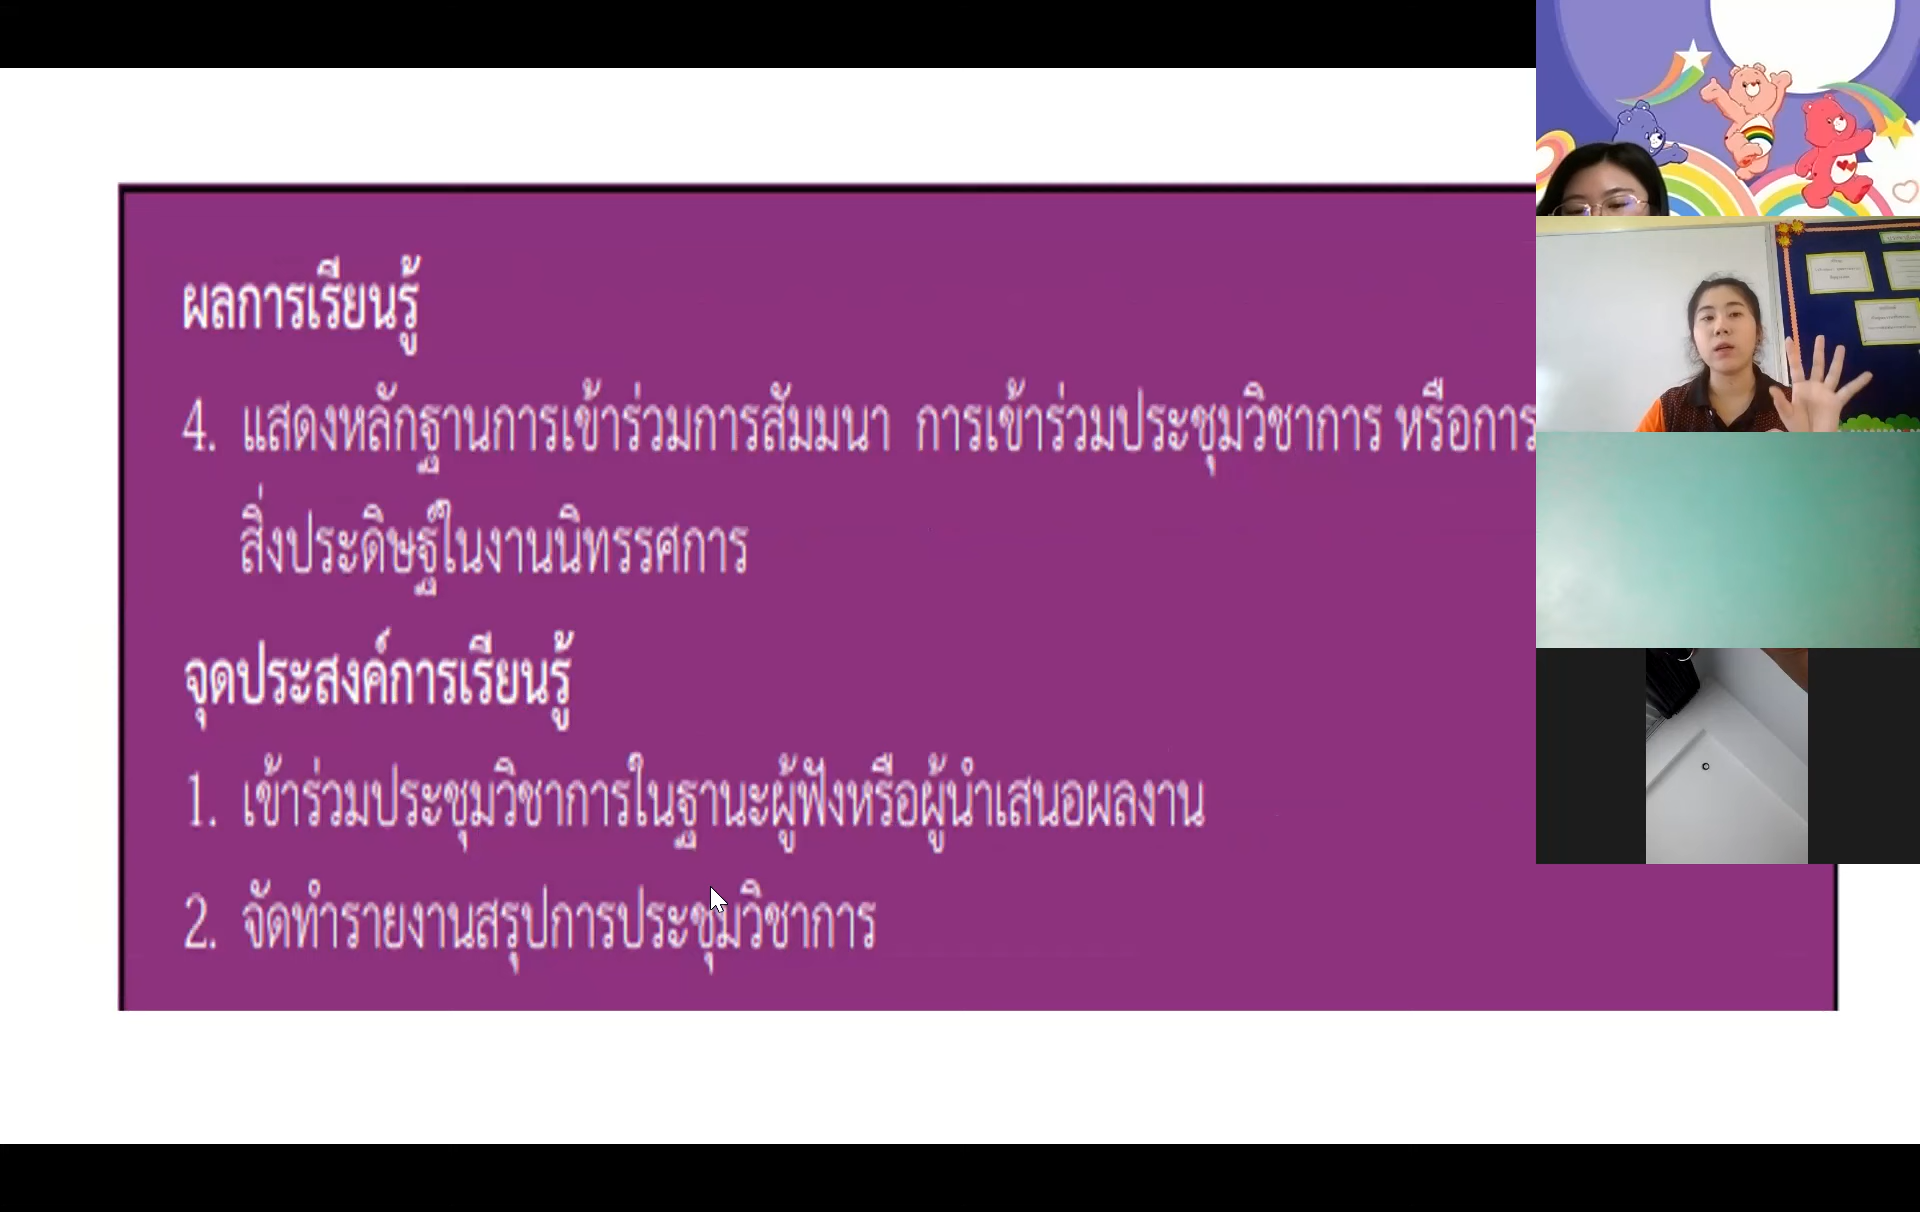 ผลการเรียนรู้
4. แสดงหลักฐานการเข้าร่วมการสัมมนา การเข้าร่วมประชุมวิชาการ หรือการ
สิ่งประดิษฐ์ในงานนิทรรศการ
จุดประสงค์การเรียนรู้
1. เข้าร่วมประชุมวิชาการในฐานะผู้ฟังหรือผู้นำเสนอผลงาน
2. จัดทำรายงานสรุปการประชุมวิชาการ